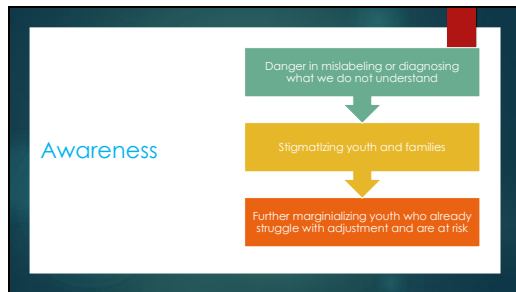 Awareness
Danger in mislabeling or diagnosing
what we do not understand
Stigmatizing youth and families
Further marginializing youth who already
struggle with adjustment and are at risk